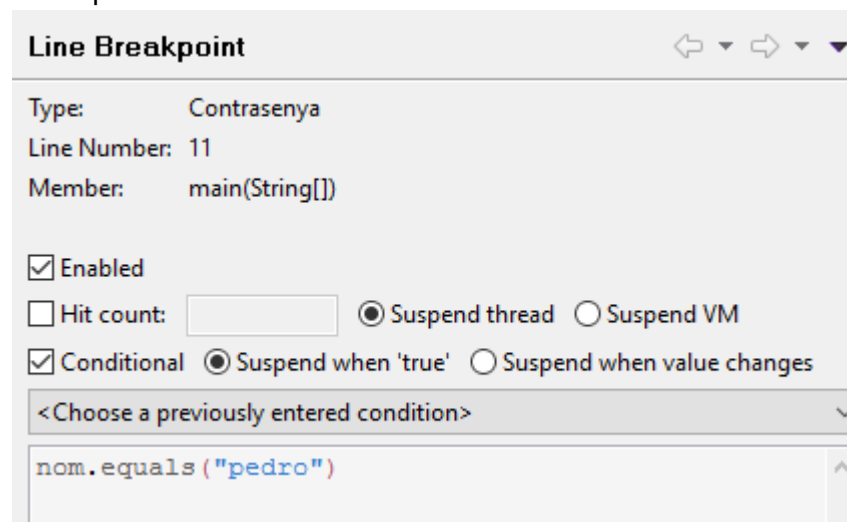 Line Breakpoint
Type: Contrasenya
Line Number: 11
Member: main(String[])
Enabled
Hit count: Suspend thread Suspend VM
Conditional Suspend when 'true' Suspend when value changes
<Choose a previously entered condition>
nom.equals("pedro")